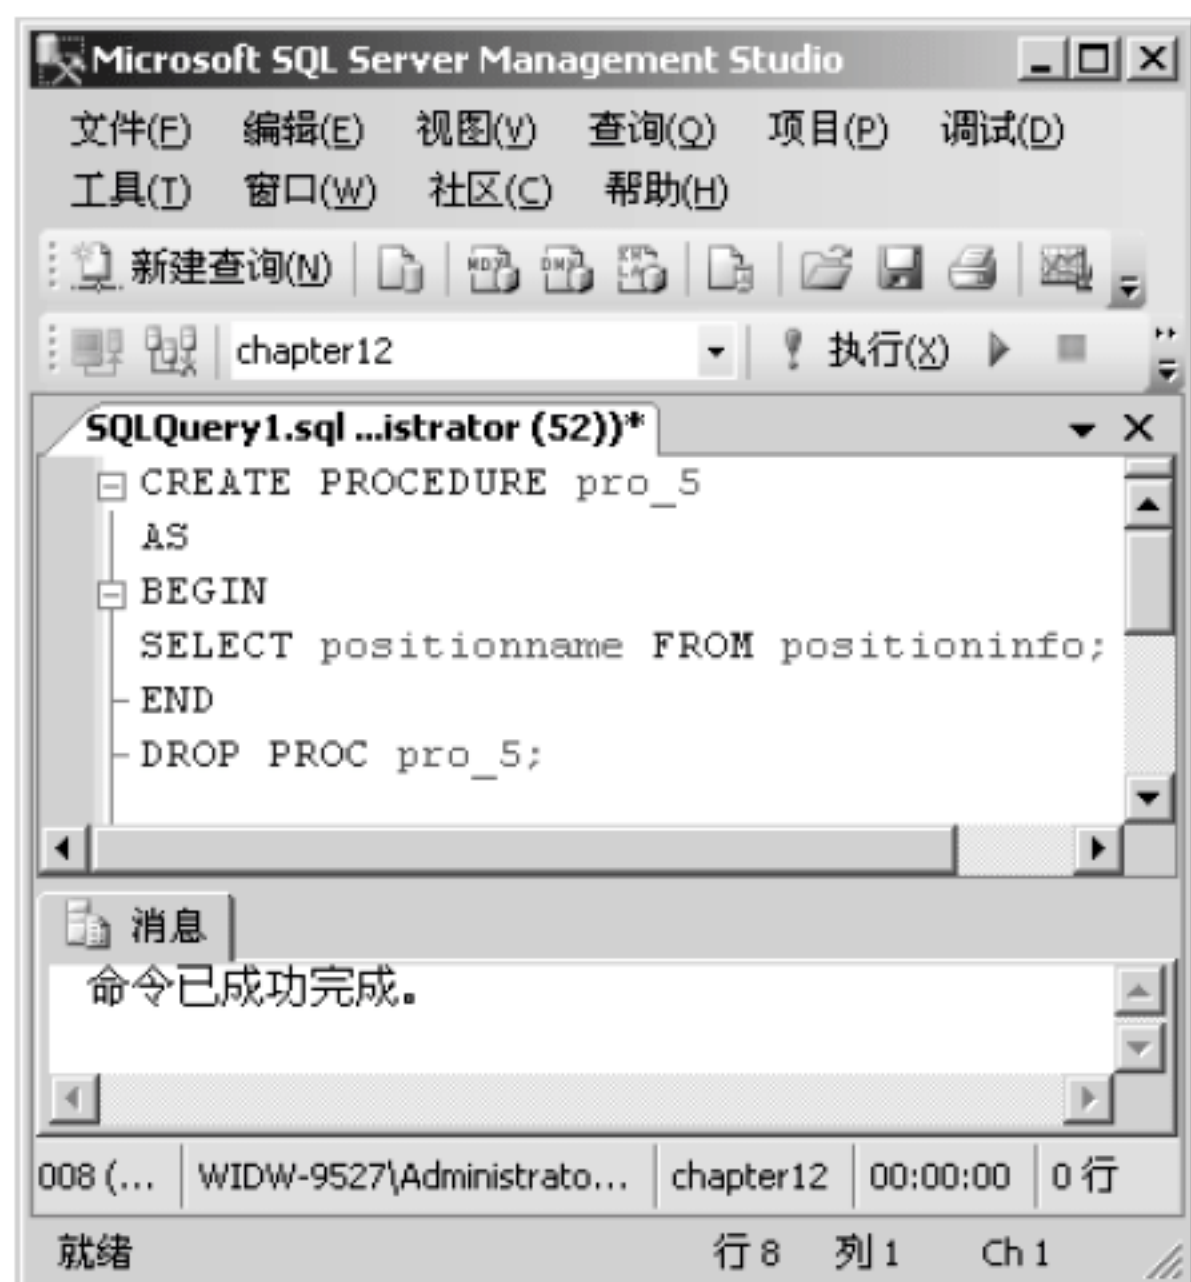 Microsoft SQL Server Management Studio
文件(F) 编辑(E) 视图(V) 查询(Q) 项目(P) 调试(D)
工具(T) 窗口(W) 社区(C) 帮助(H)
新建查询(N) MDX DMX XM LA
chapter12 执行(X)
SQLQuery1.sql ...istrator (52))*
CREATE PROCEDURE pro_5
AS
BEGIN
SELECT positionname FROM positioninfo;
END
DROP PROC pro_5;
消息
命令已成功完成。
008 (... WIDW-9527\Administrato... chapter12 00:00:00 0 行
就绪 行 8 列 1 Ch 1